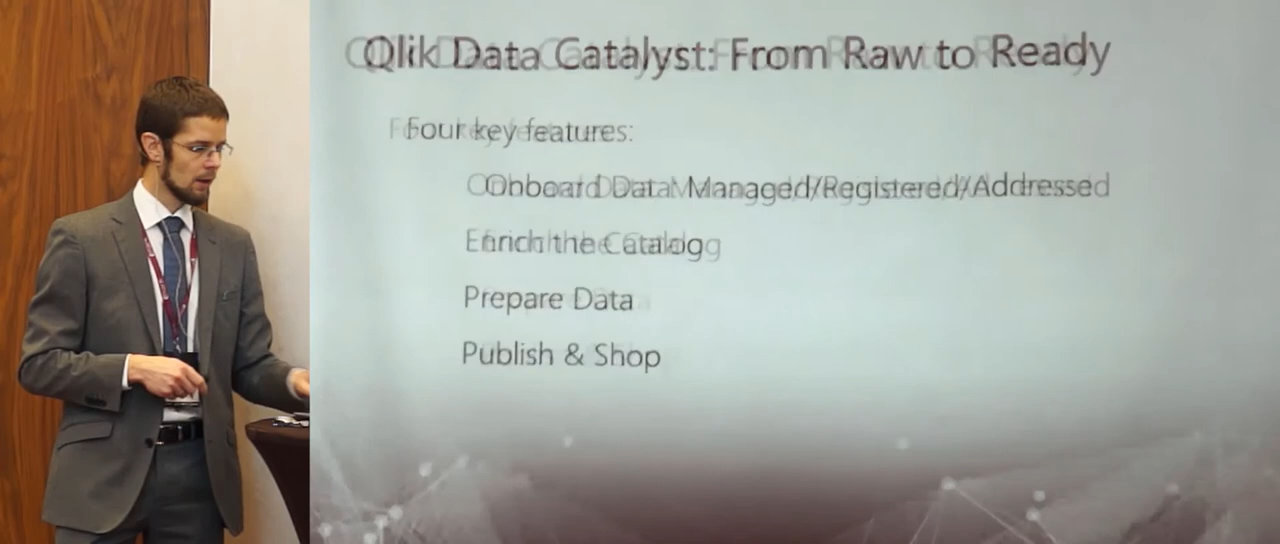 Qlik Data Catalyst: From Raw to Ready
Four key features:
Onboard Data: Managed/Registered/Addressed
Enrich the Catalog
Prepare Data
Publish & Shop